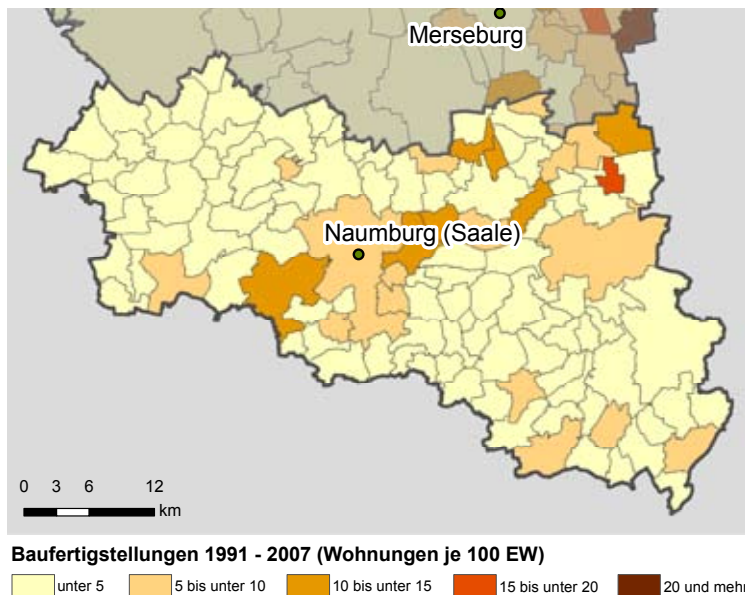 Merseburg
Naumburg (Saale)
0 3 6 12
km
Baufertigstellungen 1991 - 2007 (Wohnungen je 100 EW)
unter 5 5 bis unter 10 10 bis unter 15 15 bis unter 20 20 und mehr